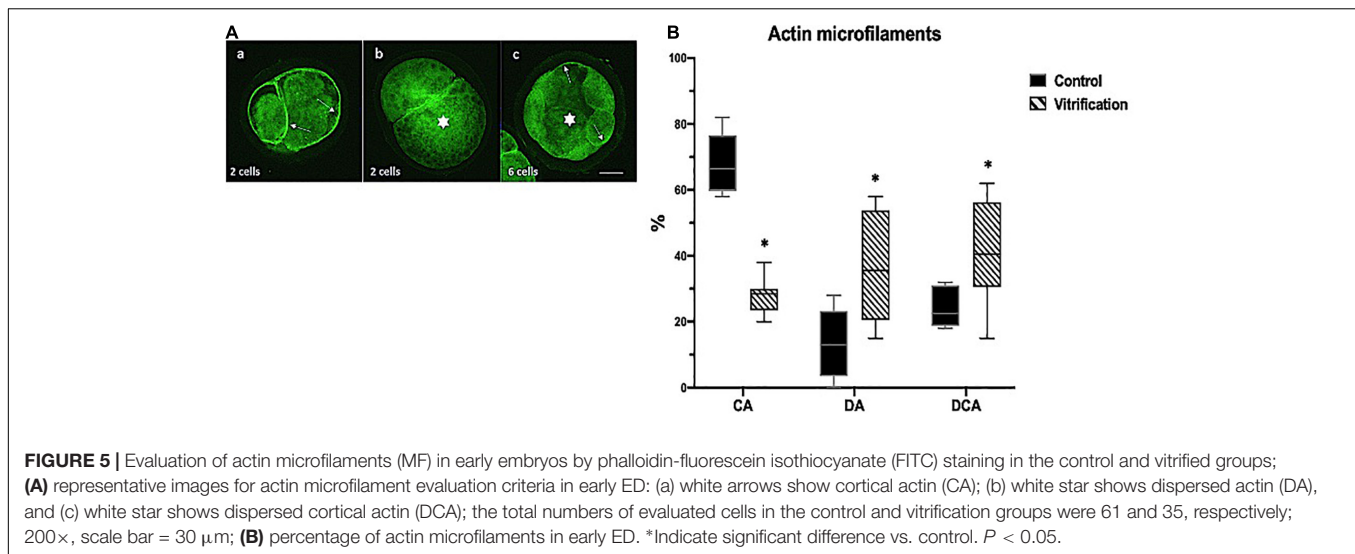 A
a
b
c
2 cells
2 cells
6 cells
B
Actin microfilaments
100
80
60
40
20
0
%
CA
DA
DCA
*
*
*
Control
Vitrification
FIGURE 5 | Evaluation of actin microfilaments (MF) in early embryos by phalloidin-fluorescein isothiocyanate (FITC) staining in the control and vitrified groups;
(A) representative images for actin microfilament evaluation criteria in early ED: (a) white arrows show cortical actin (CA); (b) white star shows dispersed actin (DA),
and (c) white star shows dispersed cortical actin (DCA); the total numbers of evaluated cells in the control and vitrification groups were 61 and 35, respectively;
200×, scale bar = 30 μm; (B) percentage of actin microfilaments in early ED. *Indicate significant difference vs. control. P < 0.05.